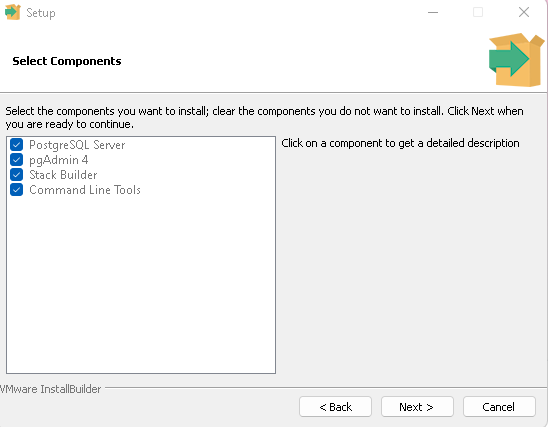 Setup
Select Components
Select the components you want to install; clear the components you do not want to install. Click Next when
you are ready to continue.
PostgreSQL Server
pgAdmin 4
Stack Builder
Command Line Tools
Click on a component to get a detailed description
VMware InstallBuilder
< Back
Next >
Cancel